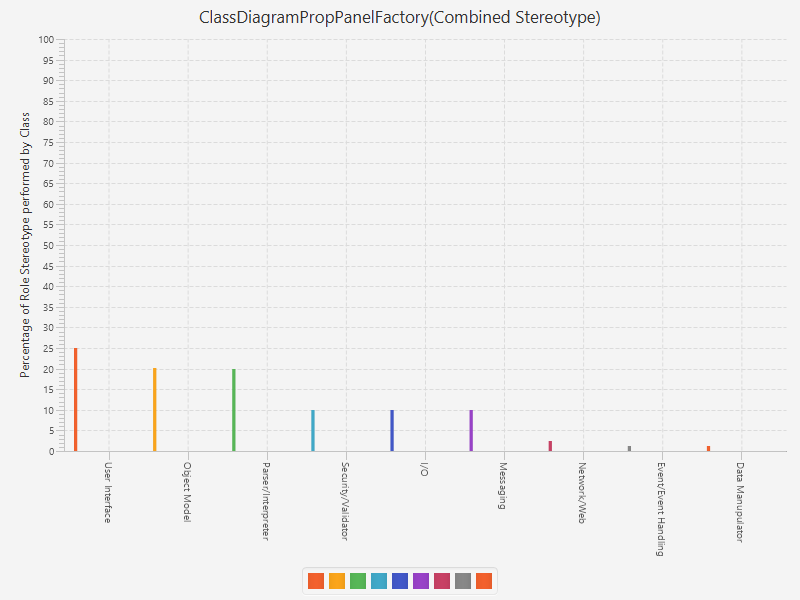 ClassDiagramPropPanelFactory(Combined Stereotype)
Percentage of Role Stereotype performed by Class
100
95
90
85
80
75
70
65
60
55
50
45
40
35
30
25
20
15
10
5
0
User Interface
Object Model
Parser/Interpreter
Security/Validator
I/O
Messaging
Network/Web
Event/Event Handling
Data Manupulator